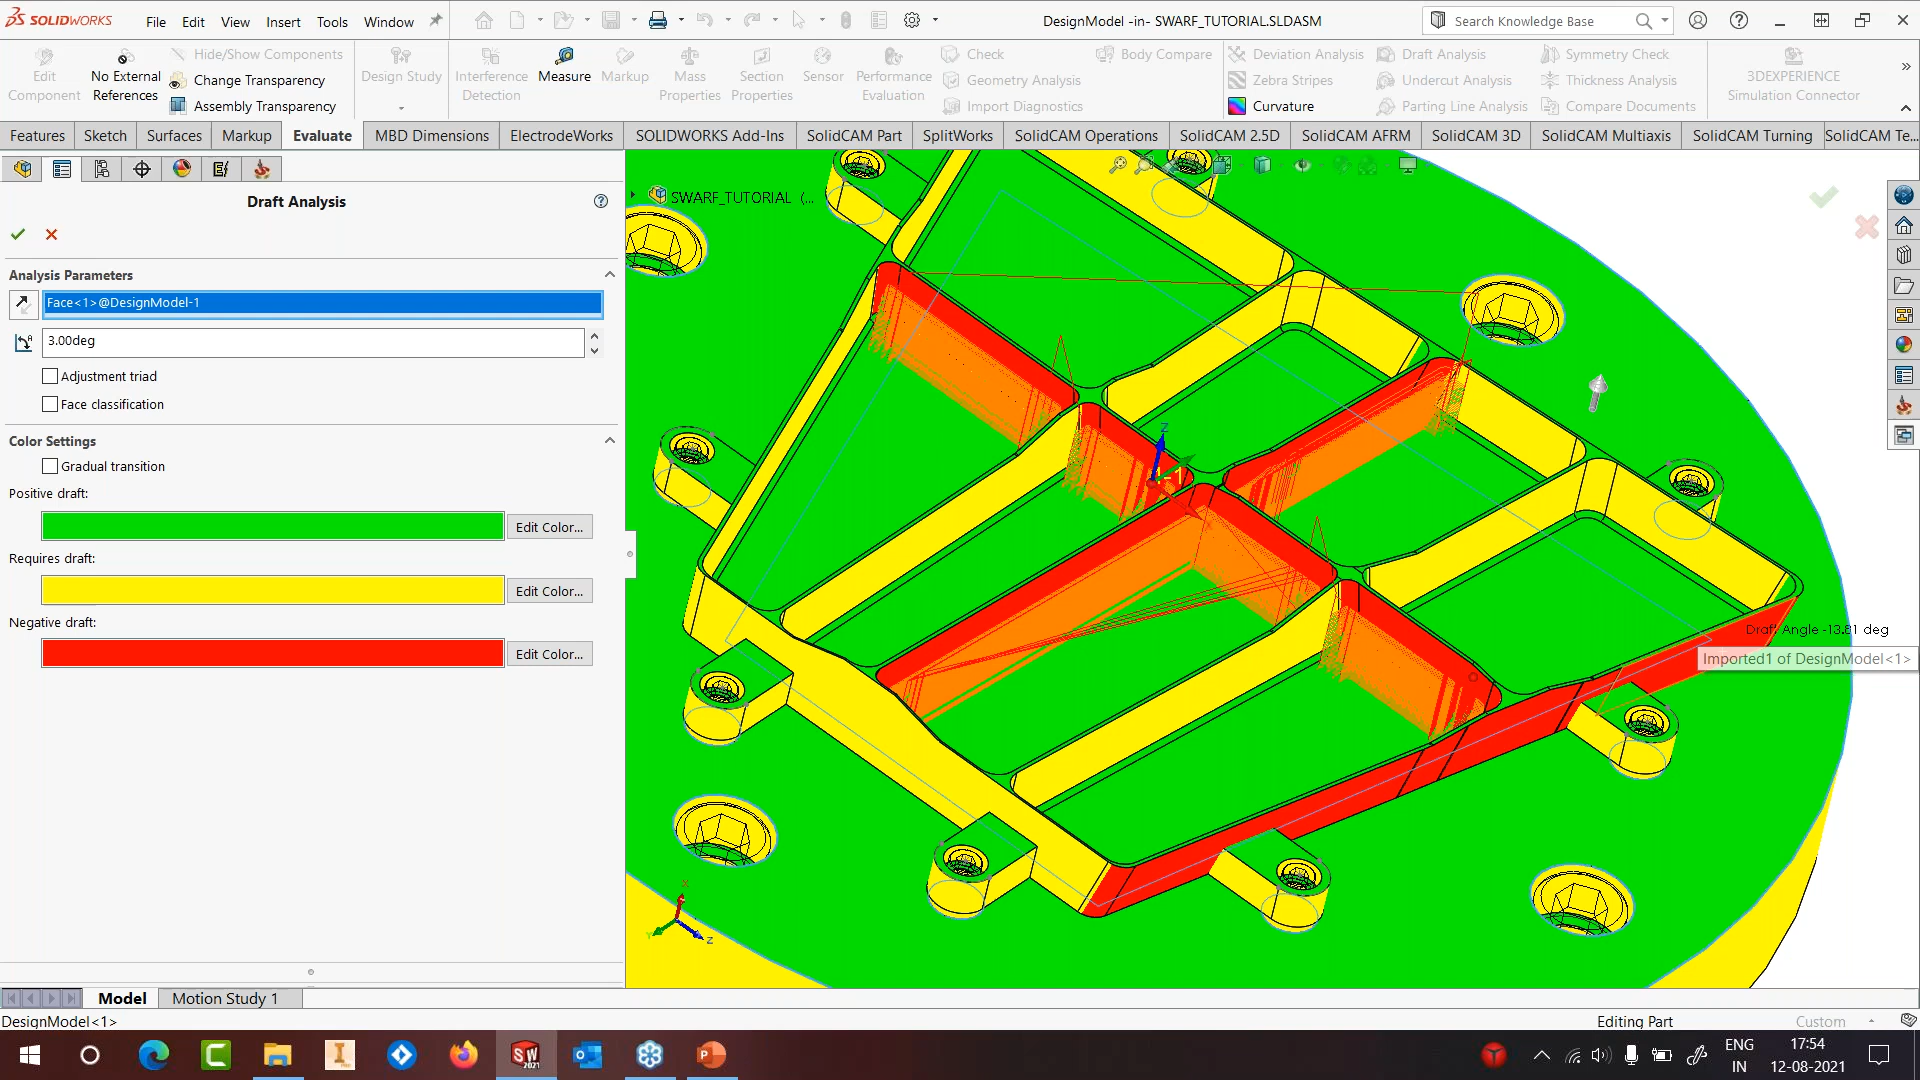 SOLIDWORKS File Edit View Insert Tools Window DesignModel -in- SWARF_TUTORIAL.SLDASM Search Knowledge Base
Edit Component
No External References
Hide/Show Components
Change Transparency
Assembly Transparency
Design Study
Interference Detection
Measure
Markup
Mass Properties
Section Properties
Sensor
Performance Evaluation
Check
Geometry Analysis
Import Diagnostics
Body Compare
Deviation Analysis
Zebra Stripes
Curvature
Draft Analysis
Undercut Analysis
Parting Line Analysis
Symmetry Check
Thickness Analysis
Compare Documents
3DEXPERIENCE Simulation Connector
Features Sketch Surfaces Markup Evaluate MBD Dimensions ElectrodeWorks SOLIDWORKS Add-Ins SolidCAM Part SplitWorks SolidCAM Operations SolidCAM 2.5D SolidCAM AFRM SolidCAM 3D SolidCAM Multiaxis SolidCAM Turning SolidCAM Te...
Draft Analysis
SWARF_TUTORIAL (...
Analysis Parameters
Face<1>@DesignModel-1
3.00deg
Adjustment triad
Face classification
Color Settings
Gradual transition
Positive draft:
Edit Color...
Requires draft:
Edit Color...
Negative draft:
Edit Color...
Z
Draft Angle -13.81 deg
Imported1 of DesignModel<1>
X
Y
Z
Model Motion Study 1
DesignModel<1> Editing Part Custom
SW 2021
ENG IN
17:54
12-08-2021